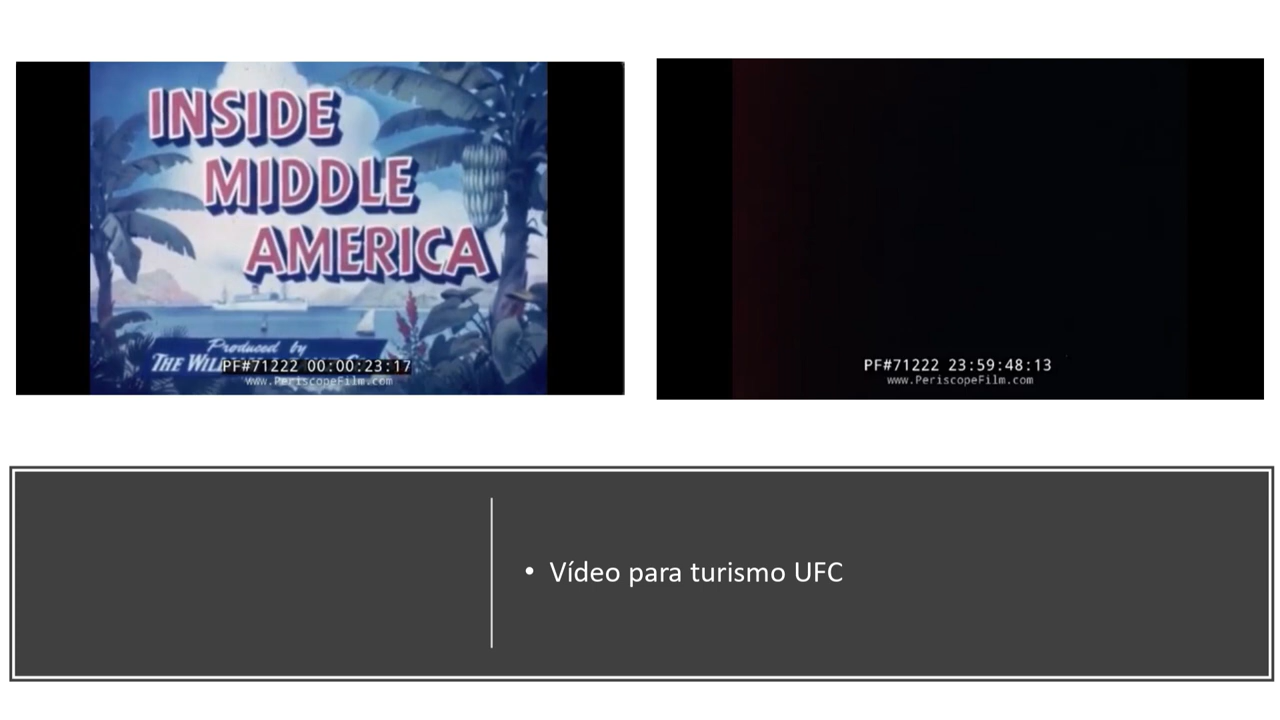 INSIDE
MIDDLE
AMERICA
Produced by
THE
PF#71222 00:00:23:17
www.PeriscopeFilm.com
PF#71222 23:59:48:13
www.PeriscopeFilm.com
• Vídeo para turismo UFC